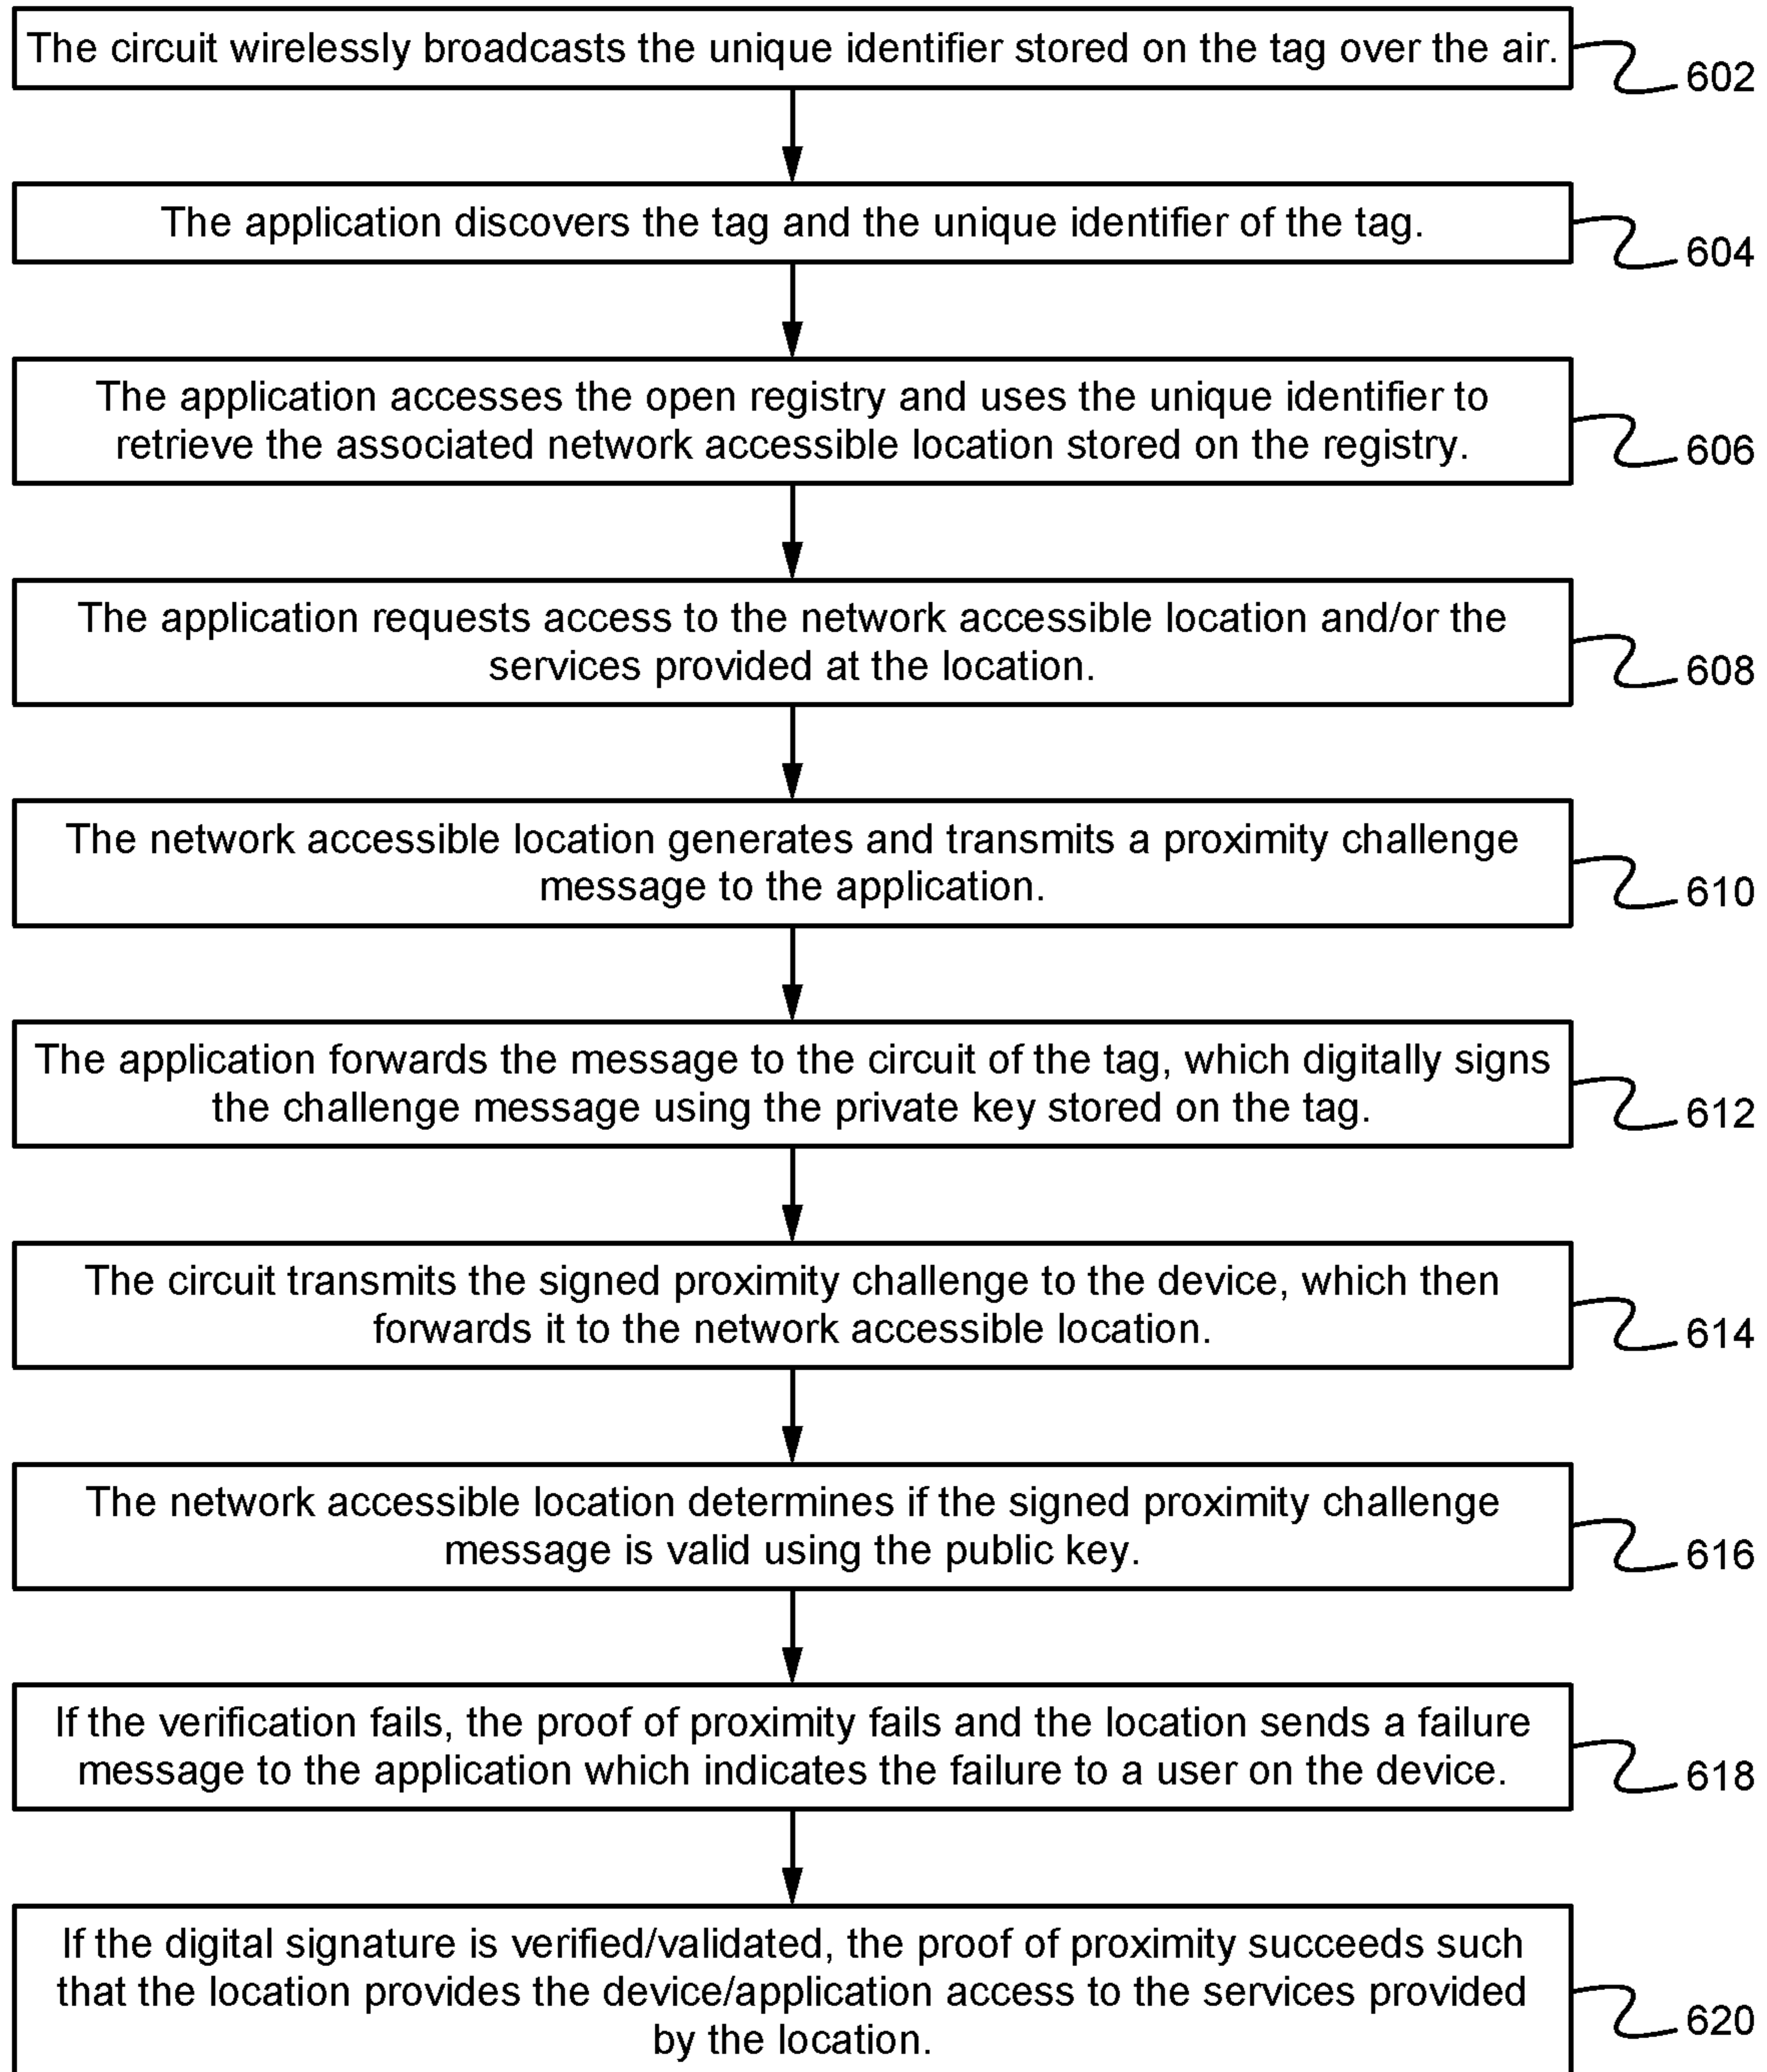 The circuit wirelessly broadcasts the unique identifier stored on the tag over the air.
602
The application discovers the tag and the unique identifier of the tag.
604
The application accesses the open registry and uses the unique identifier to
retrieve the associated network accessible location stored on the registry.
606
The application requests access to the network accessible location and/or the
services provided at the location.
608
The network accessible location generates and transmits a proximity challenge
message to the application.
610
The application forwards the message to the circuit of the tag, which digitally signs
the challenge message using the private key stored on the tag.
612
The circuit transmits the signed proximity challenge to the device, which then
forwards it to the network accessible location.
614
The network accessible location determines if the signed proximity challenge
message is valid using the public key.
616
If the verification fails, the proof of proximity fails and the location sends a failure
message to the application which indicates the failure to a user on the device.
618
If the digital signature is verified/validated, the proof of proximity succeeds such
that the location provides the device/application access to the services provided
by the location.
620